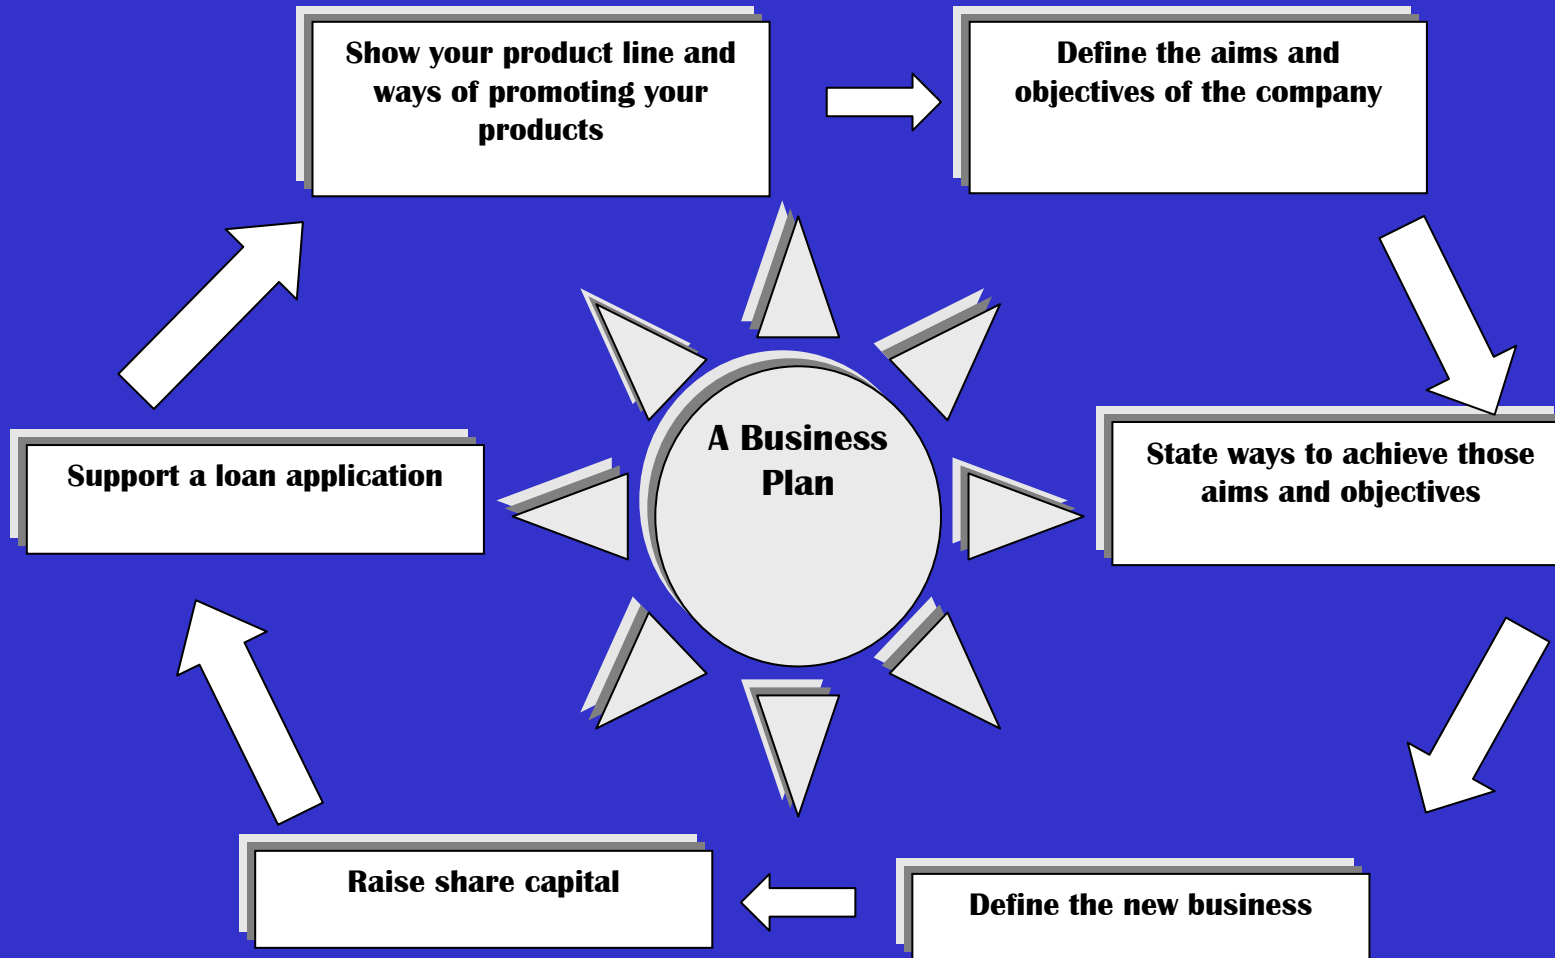 Show your product line and
ways of promoting your
products
Define the aims and
objectives of the company
A Business
Plan
Support a loan application
State ways to achieve those
aims and objectives
Raise share capital
Define the new business